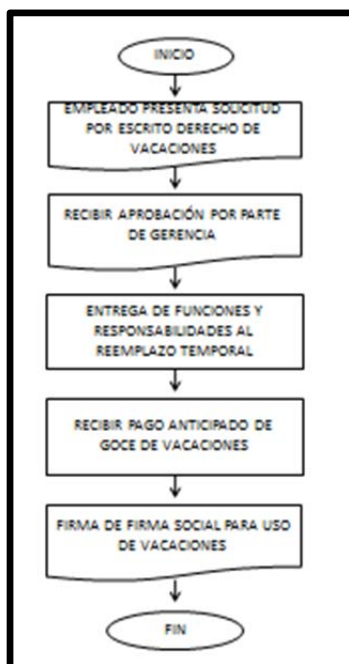 INICIO
EMPLEADO PRESENTA SOLICITUD
POR ESCRITO DERECHO DE
VACACIONES
RECIBIR APROBACIÓN POR PARTE
DE GERENCIA
ENTREGA DE FUNCIONES Y
RESPONSABILIDADES AL
REEMPLAZO TEMPORAL
RECIBIR PAGO ANTICIPADO DE
GOCE DE VACACIONES
FIRMA DE FIRMA SOCIAL PARA USO
DE VACACIONES
FIN